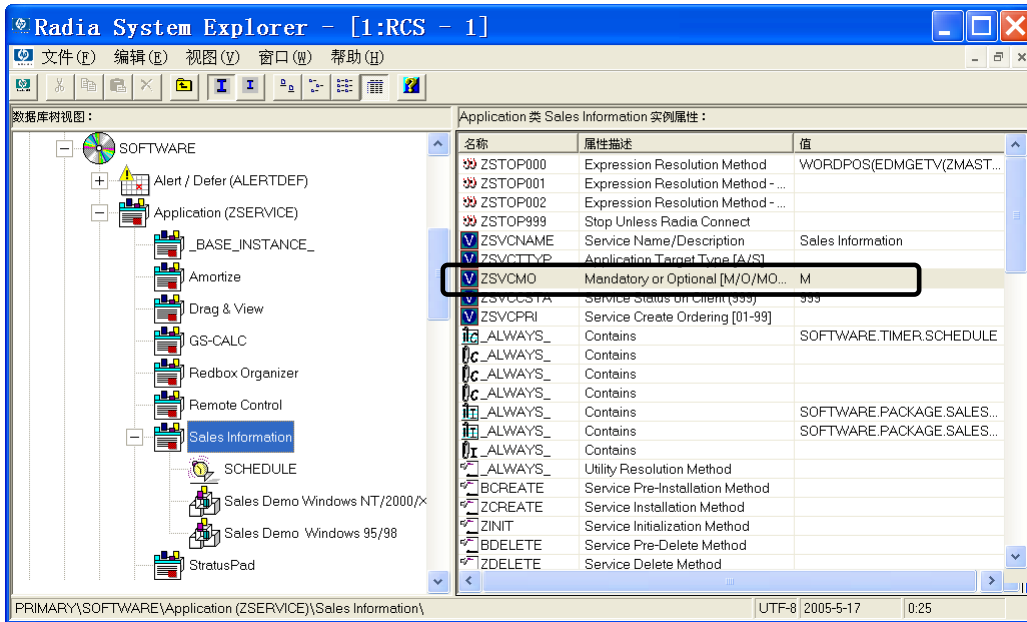 Radia System Explorer - [1:RCS - 1]
文件(F) 编辑(E) 视图(V) 窗口(W) 帮助(H)
数据库树视图：
Application 类 Sales Information 实例属性：
SOFTWARE
Alert / Defer (ALERTDEF)
Application (ZSERVICE)
_BASE_INSTANCE_
Amortize
Drag & View
GS-CALC
Redbox Organizer
Remote Control
Sales Information
SCHEDULE
Sales Demo Windows NT/2000/X
Sales Demo Windows 95/98
StratusPad
名称 属性描述 值
ZSTOP000 Expression Resolution Method WORDPOS(EDMGETV(ZMAST...
ZSTOP001 Expression Resolution Method - ...
ZSTOP002 Expression Resolution Method - ...
ZSTOP999 Stop Unless Radia Connect
ZSVCNAME Service Name/Description Sales Information
ZSVCTTYP Application Target Type [A/S]
ZSVCMO Mandatory or Optional [M/O/MO... M
ZSVCCSTA Service Status on Client (999) 999
ZSVCPRI Service Create Ordering [01-99]
_ALWAYS_ Contains SOFTWARE.TIMER.SCHEDULE
_ALWAYS_ Contains
_ALWAYS_ Contains
_ALWAYS_ Contains
_ALWAYS_ Contains SOFTWARE.PACKAGE.SALES...
_ALWAYS_ Contains SOFTWARE.PACKAGE.SALES...
_ALWAYS_ Contains
_ALWAYS_ Utility Resolution Method
BCREATE Service Pre-Installation Method
ZCREATE Service Installation Method
ZINIT Service Initialization Method
BDELETE Service Pre-Delete Method
ZDELETE Service Delete Method
PRIMARY\SOFTWARE\Application (ZSERVICE)\Sales Information\ UTF-8 2005-5-17 0:25